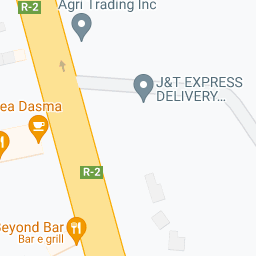 R-2
Agri Trading Inc
J&T EXPRESS
DELIVERY…
ea Dasma
R-2
Beyond Bar
Bar e grill